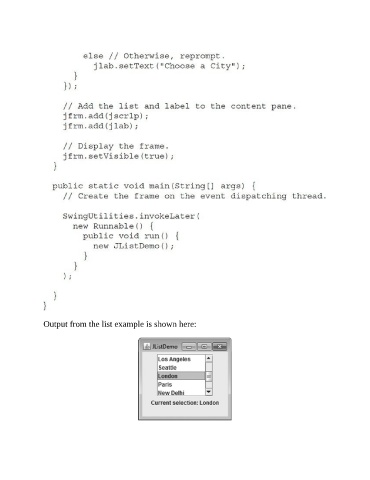 else // Otherwise, reprompt.
jlab.setText("Choose a City");
}
});
// Add the list and label to the content pane.
jfrm.add(jscrlp);
jfrm.add(jlab);
// Display the frame.
jfrm.setVisible(true);
}
public static void main(String[] args) {
// Create the frame on the event dispatching thread.
SwingUtilities.invokeLater(
new Runnable() {
public void run() {
new JListDemo();
}
}
);
}
}
Output from the list example is shown here:
JListDemo
Los Angeles
Seattle
London
Paris
New Delhi
Current selection: London